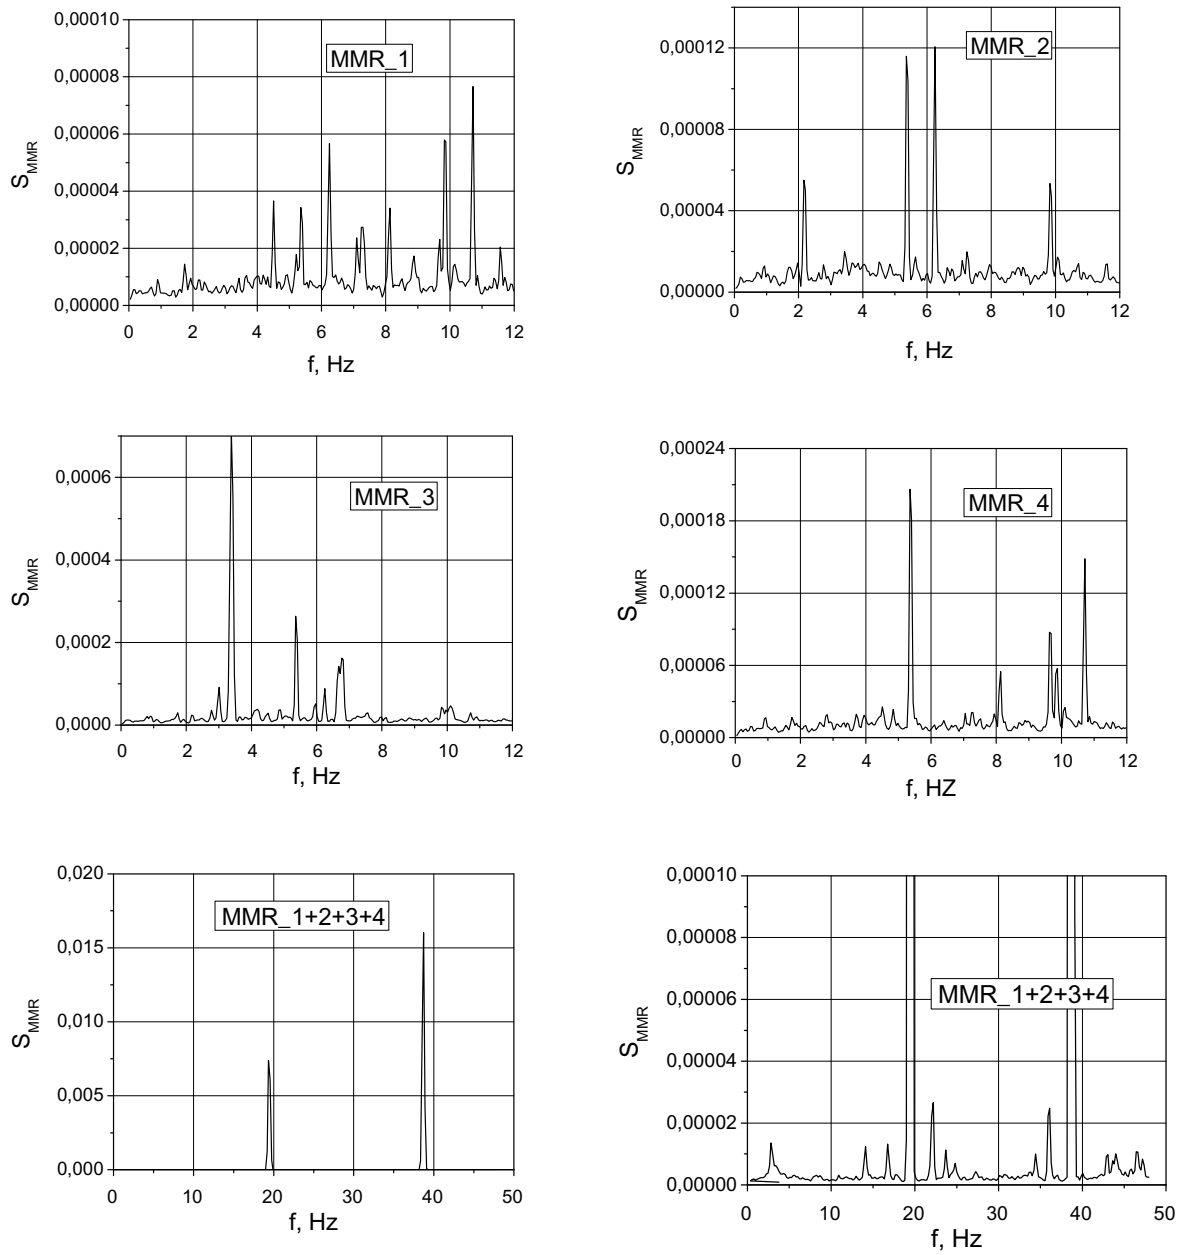 0,00010
0,00008
0,00006
0,00004
0,00002
0,00000
S_MMR
MMR_1
0 2 4 6 8 10 12
f, Hz
0,00012
0,00008
0,00004
0,00000
S_MMR
MMR_2
0 2 4 6 8 10 12
f, Hz
0,0006
0,0004
0,0002
0,0000
S_MMR
MMR_3
0 2 4 6 8 10 12
f, Hz
0,00024
0,00018
0,00012
0,00006
0,00000
S_MMR
MMR_4
0 2 4 6 8 10 12
f, HZ
0,020
0,015
0,010
0,005
0,000
S_MMR
MMR_1+2+3+4
0 10 20 30 40 50
f, Hz
0,00010
0,00008
0,00006
0,00004
0,00002
0,00000
S_MMR
MMR_1+2+3+4
0 10 20 30 40 50
f, Hz